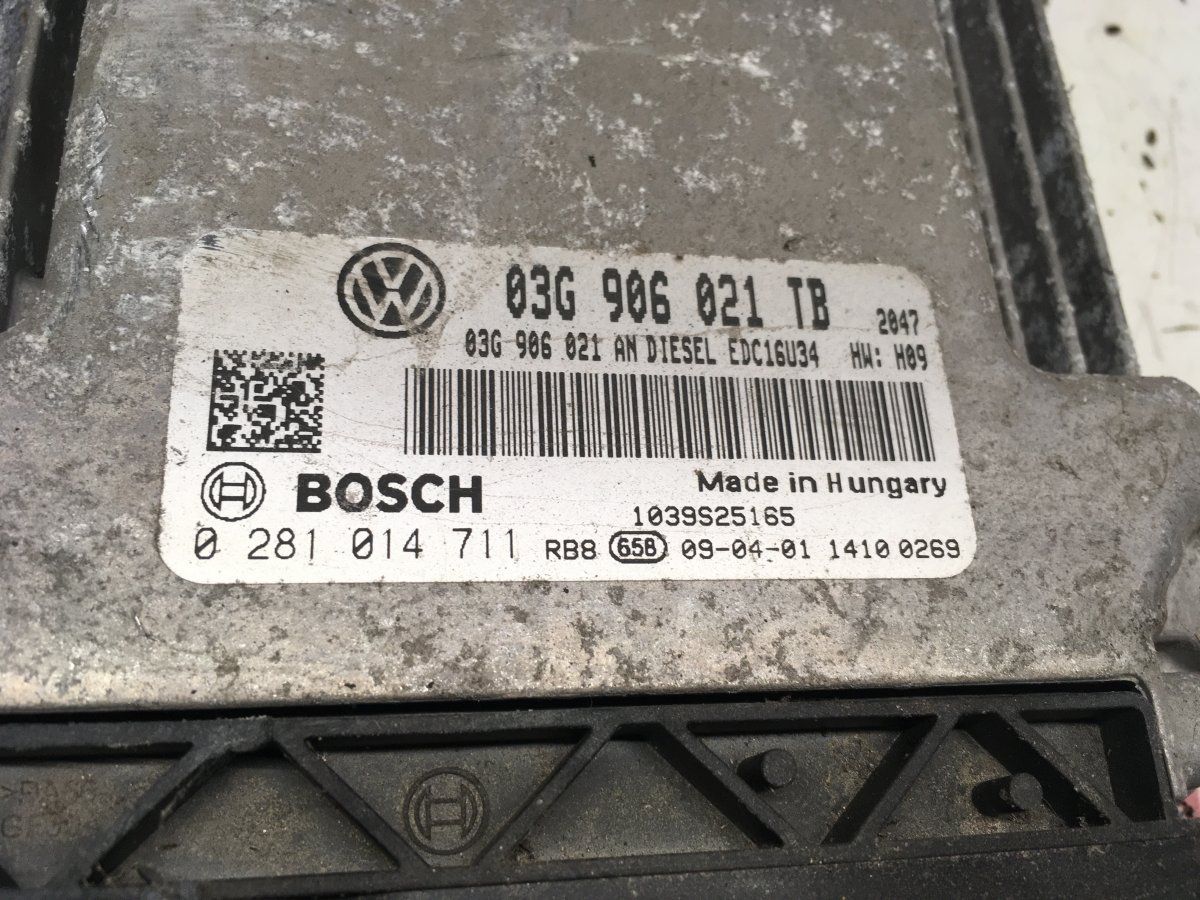 03G 906 021 TB 2047
03G 906 021 AN DIESEL EDC16U34 HW: H09
BOSCH
Made in Hungary
1039S25165
0 281 014 711 RB8 658 09-04-01 1410 0269